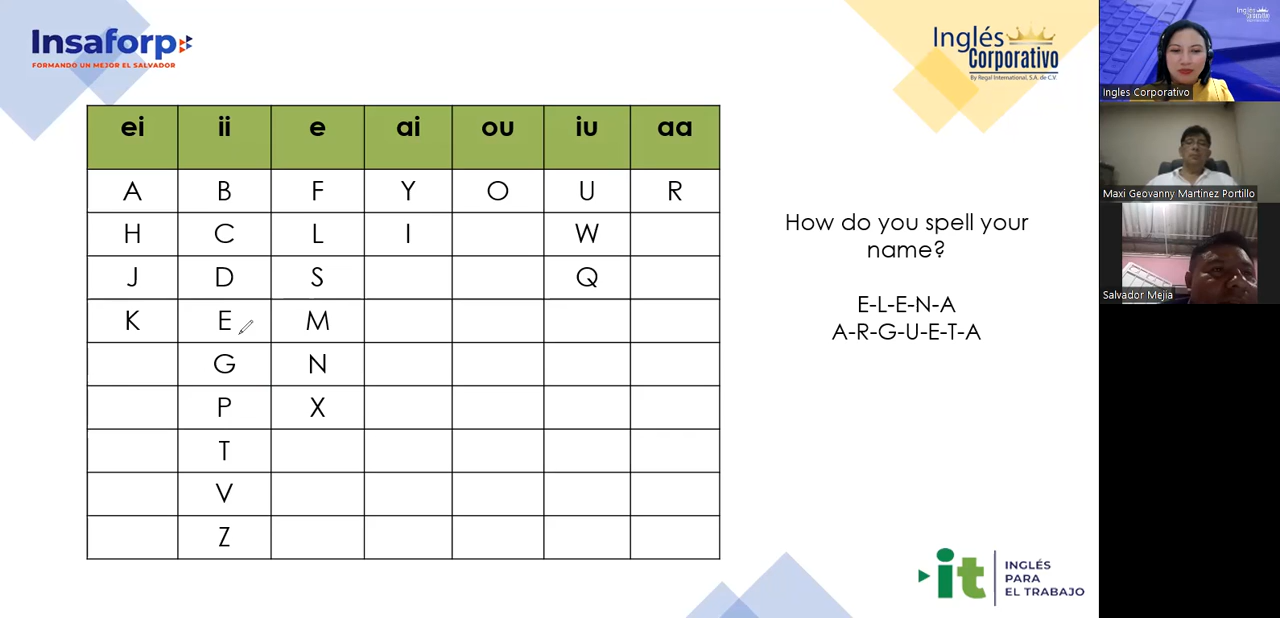 Insaforp
FORMANDO UN MEJOR EL SALVADOR
Inglés
Corporativo
By Regal International, S.A. de C.V.
ei ii e ai ou iu aa
A B F Y O U R
H C L I W
J D S Q
K E M
G N
P X
T
V
Z
How do you spell your
name?
E-L-E-N-A
A-R-G-U-E-T-A
it
INGLÉS
PARA
EL TRABAJO
Ingles Corporativo
Maxi Geovanny Martinez Portillo
Salvador Mejia